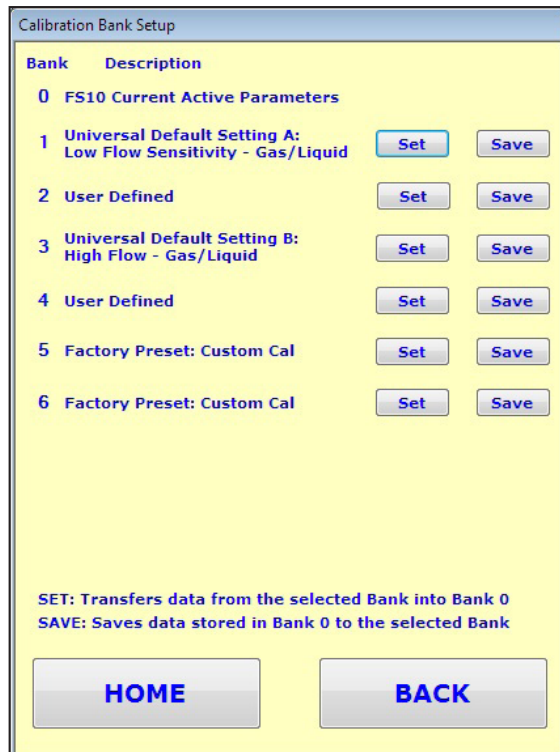 Calibration Bank Setup
Bank Description
0 FS10 Current Active Parameters
1 Universal Default Setting A:
Low Flow Sensitivity - Gas/Liquid
Set Save
2 User Defined Set Save
3 Universal Default Setting B:
High Flow - Gas/Liquid
Set Save
4 User Defined Set Save
5 Factory Preset: Custom Cal Set Save
6 Factory Preset: Custom Cal Set Save
SET: Transfers data from the selected Bank into Bank 0
SAVE: Saves data stored in Bank 0 to the selected Bank
HOME BACK